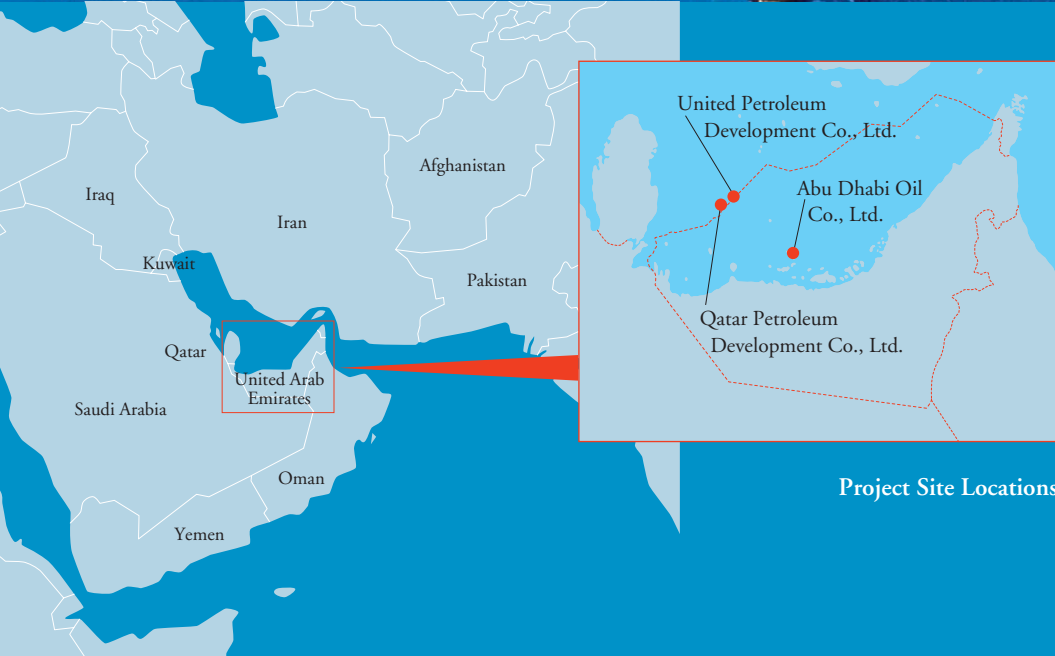 United Petroleum
Development Co., Ltd.
Abu Dhabi Oil
Co., Ltd.
Qatar Petroleum
Development Co., Ltd.
Afghanistan
Iraq
Iran
Kuwait
Pakistan
Qatar
United Arab
Emirates
Saudi Arabia
Oman
Yemen
Project Site Locations